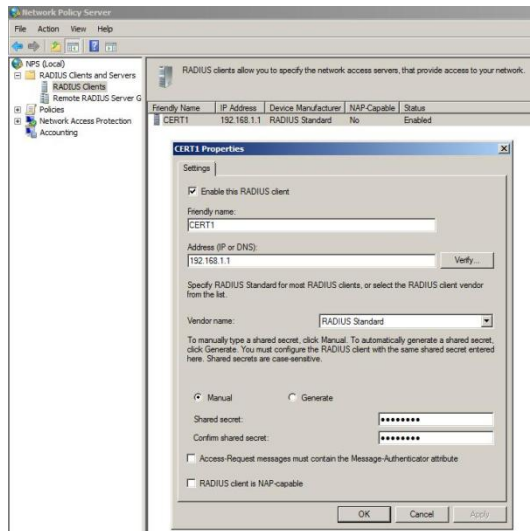 Network Policy Server
File Action View Help
NPS (Local)
RADIUS Clients and Servers
RADIUS Clients
Remote RADIUS Server G
Policies
Network Access Protection
Accounting
RADIUS clients allow you to specify the network access servers, that provide access to your network.
Friendly Name IP Address Device Manufacturer NAP-Capable Status
CERT1 192.168.1.1 RADIUS Standard No Enabled
CERT1 Properties
Settings
Enable this RADIUS client
Friendly name:
CERT1
Address (IP or DNS):
192.168.1.1 Verify...
Specify RADIUS Standard for most RADIUS clients, or select the RADIUS client vendor
from the list.
Vendor name: RADIUS Standard
To manually type a shared secret, click Manual. To automatically generate a shared secret,
click Generate. You must configure the RADIUS client with the same shared secret entered
here. Shared secrets are case-sensitive.
Manual Generate
Shared secret: ••••••••
Confirm shared secret: ••••••••
Access-Request messages must contain the Message-Authenticator attribute
RADIUS client is NAP-capable
OK Cancel Apply